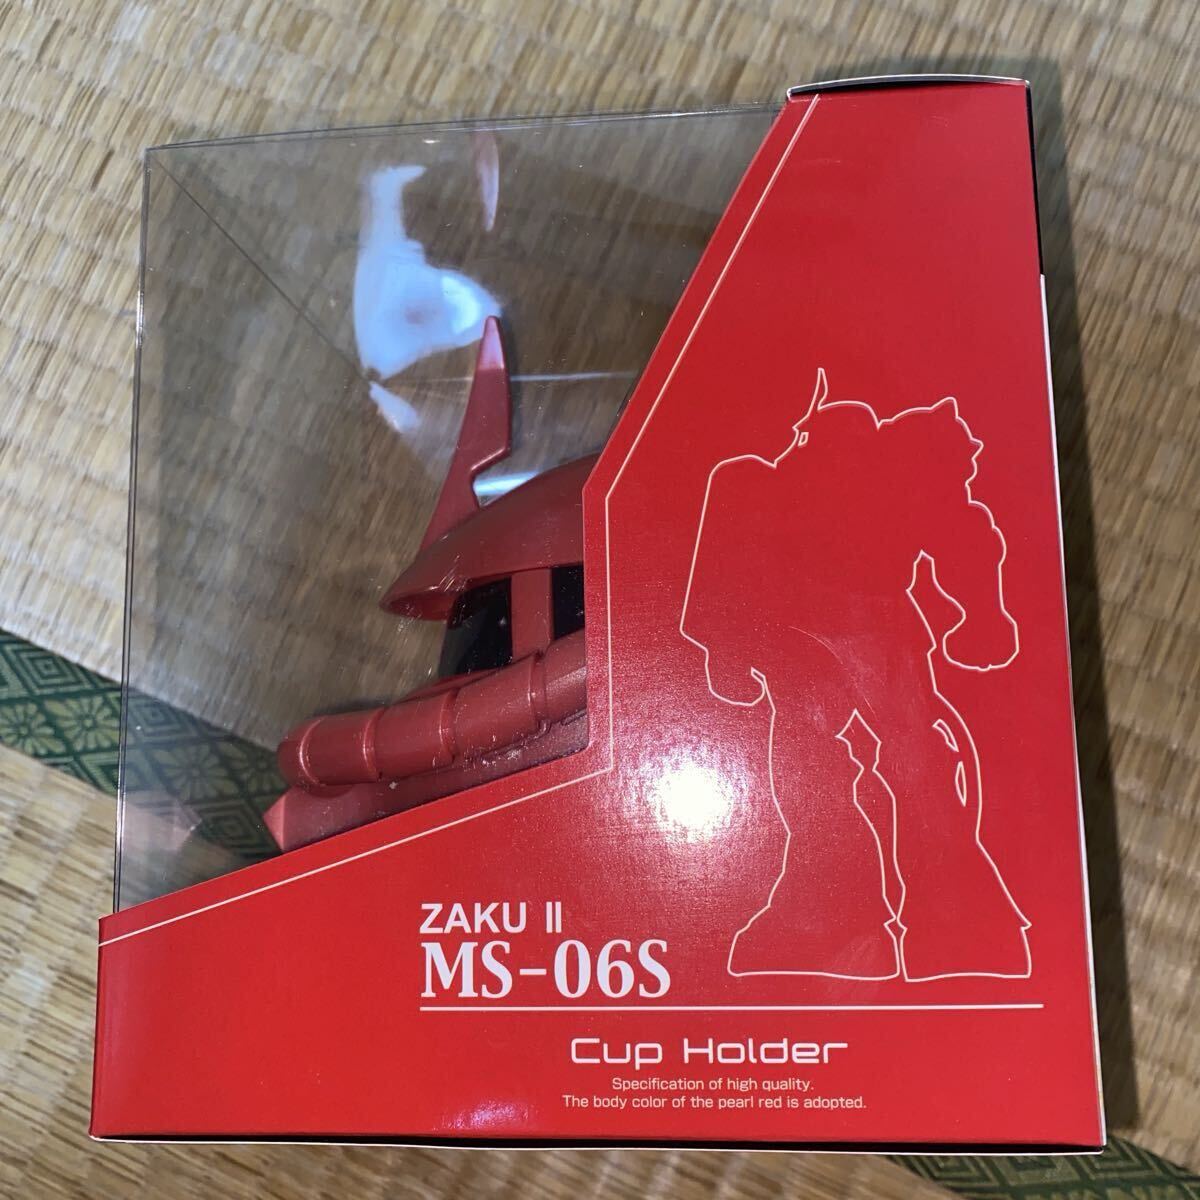 ZAKU II
MS-06S
Cup Holder
Specification of high quality.
The body color of the pearl red is adopted.